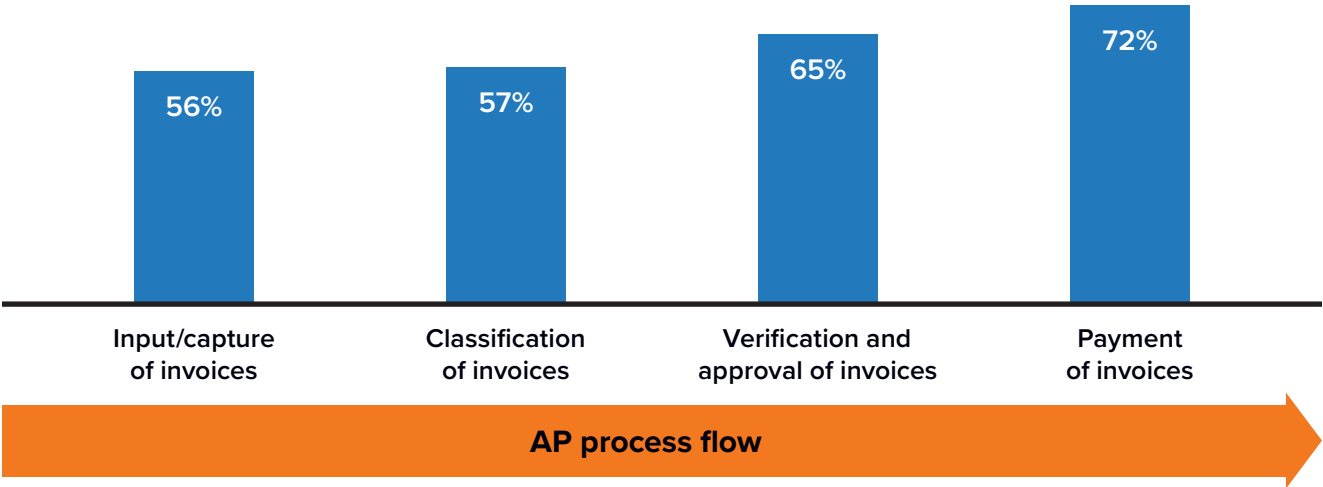 56%
57%
65%
72%
Input/capture
of invoices
Classification
of invoices
Verification and
approval of invoices
Payment
of invoices
AP process flow